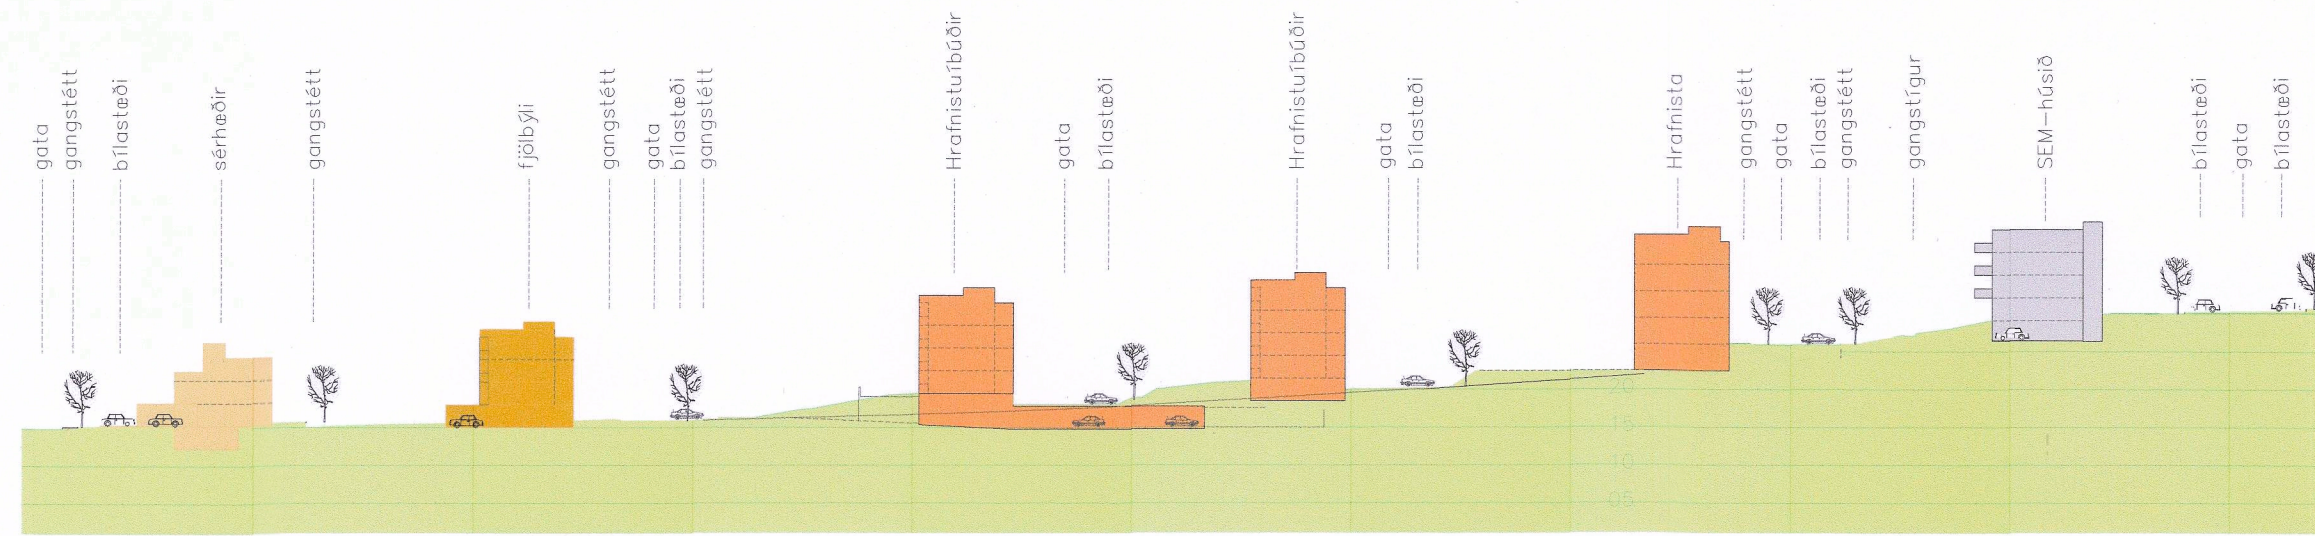 gata
gangstétt
bílastæði
sérhæðir
gangstétt
fjölbýli
gangstétt
gata
bílastæði
gangstétt
Hrafnistuíbúðir
gata
bílastæði
Hrafnistuíbúðir
gata
bílastæði
Hrafnista
gangstétt
gata
bílastæði
gangstétt
gangstígur
SEM-húsið
bílastæði
gata
bílastæði
20
15
10
05